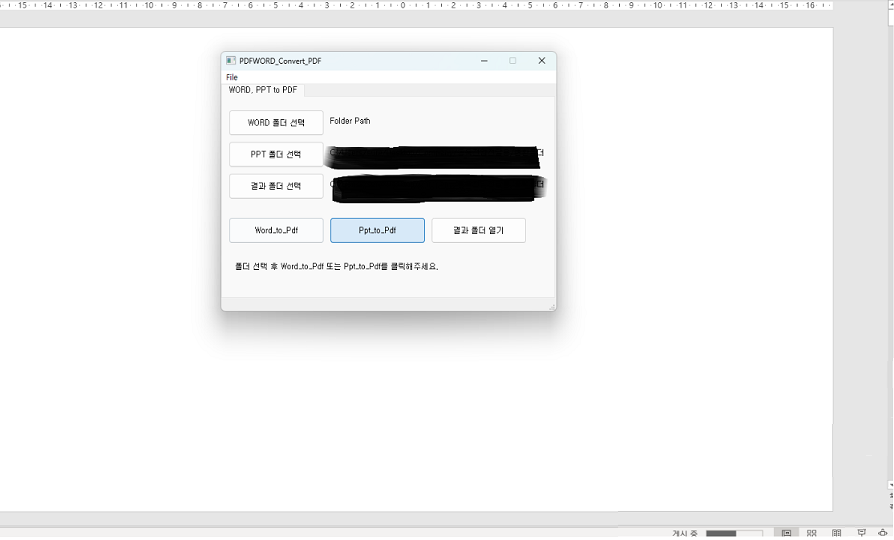 15 14 13 12 11 10 9 8 7 6 5 4 3 2 1 0 1 2 3 4 5 6 7 8 9 10 11 12 13 14 15 16
PDFWORD_Convert_PDF
File
WORD, PPT to PDF
WORD 폴더 선택
Folder Path
PPT 폴더 선택
결과 폴더 선택
Word_to_Pdf
Ppt_to_Pdf
결과 폴더 열기
폴더 선택 후 Word_to_Pdf 또는 Ppt_to_Pdf를 클릭해주세요.
게시 중